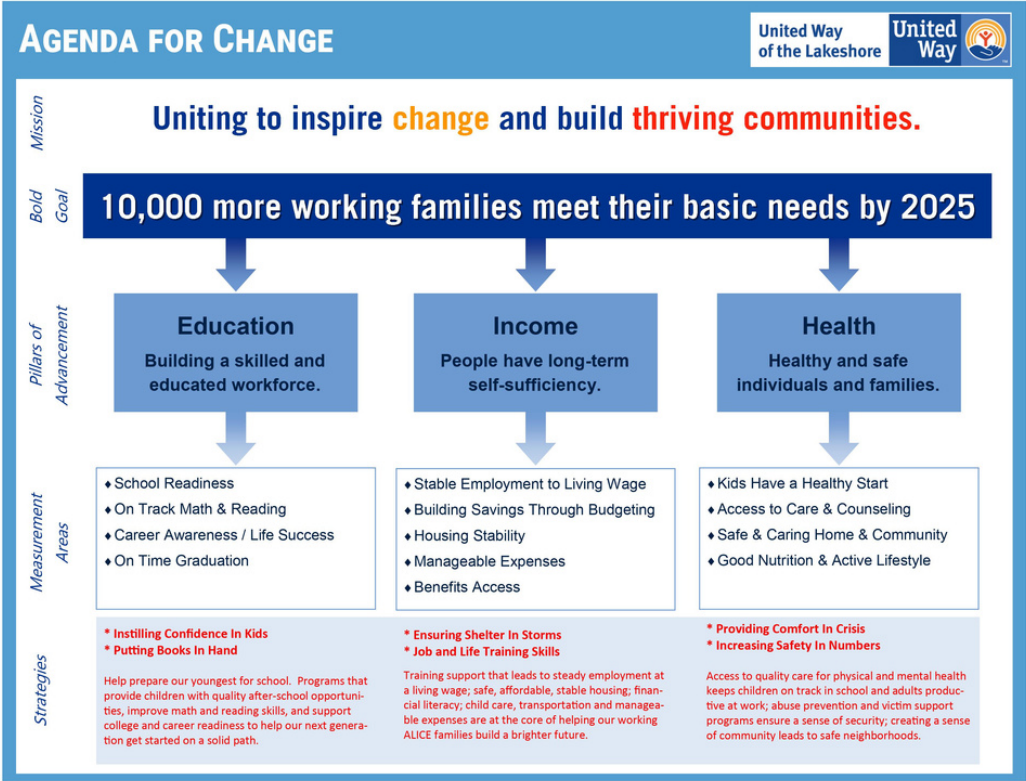 AGENDA FOR CHANGE
United Way
of the Lakeshore
United
Way
Mission
Uniting to inspire change and build thriving communities.
Bold
Goal
10,000 more working families meet their basic needs by 2025
Pillars of
Advancement
Education
Building a skilled and
educated workforce.
Income
People have long-term
self-sufficiency.
Health
Healthy and safe
individuals and families.
Measurement
Areas
♦ School Readiness
♦ On Track Math & Reading
♦ Career Awareness / Life Success
♦ On Time Graduation
♦ Stable Employment to Living Wage
♦ Building Savings Through Budgeting
♦ Housing Stability
♦ Manageable Expenses
♦ Benefits Access
♦ Kids Have a Healthy Start
♦ Access to Care & Counseling
♦ Safe & Caring Home & Community
♦ Good Nutrition & Active Lifestyle
Strategies
* Instilling Confidence In Kids
* Putting Books In Hand
Help prepare our youngest for school.  Programs that
provide children with quality after-school opportuni-
ties, improve math and reading skills, and support
college and career readiness to help our next genera-
tion get started on a solid path.
* Ensuring Shelter In Storms
* Job and Life Training Skills
Training support that leads to steady employment at
a living wage; safe, affordable, stable housing; finan-
cial literacy; child care, transportation and managea-
ble expenses are at the core of helping our working
ALICE families build a brighter future.
* Providing Comfort In Crisis
* Increasing Safety In Numbers
Access to quality care for physical and mental health
keeps children on track in school and adults produc-
tive at work; abuse prevention and victim support
programs ensure a sense of security; creating a sense
of community leads to safe neighborhoods.